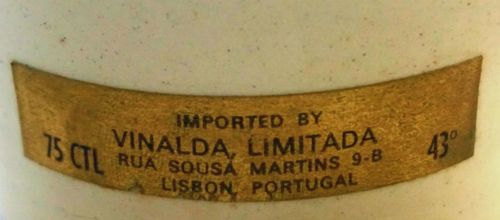 IMPORTED BY
VINALDA, LIMITADA
75 CTL RUA SOUSA MARTINS 9-B 43°
LISBON, PORTUGAL